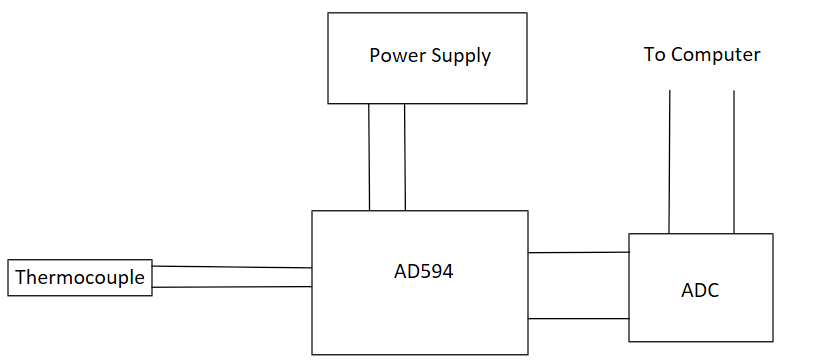 Power Supply
To Computer
Thermocouple
AD594
ADC